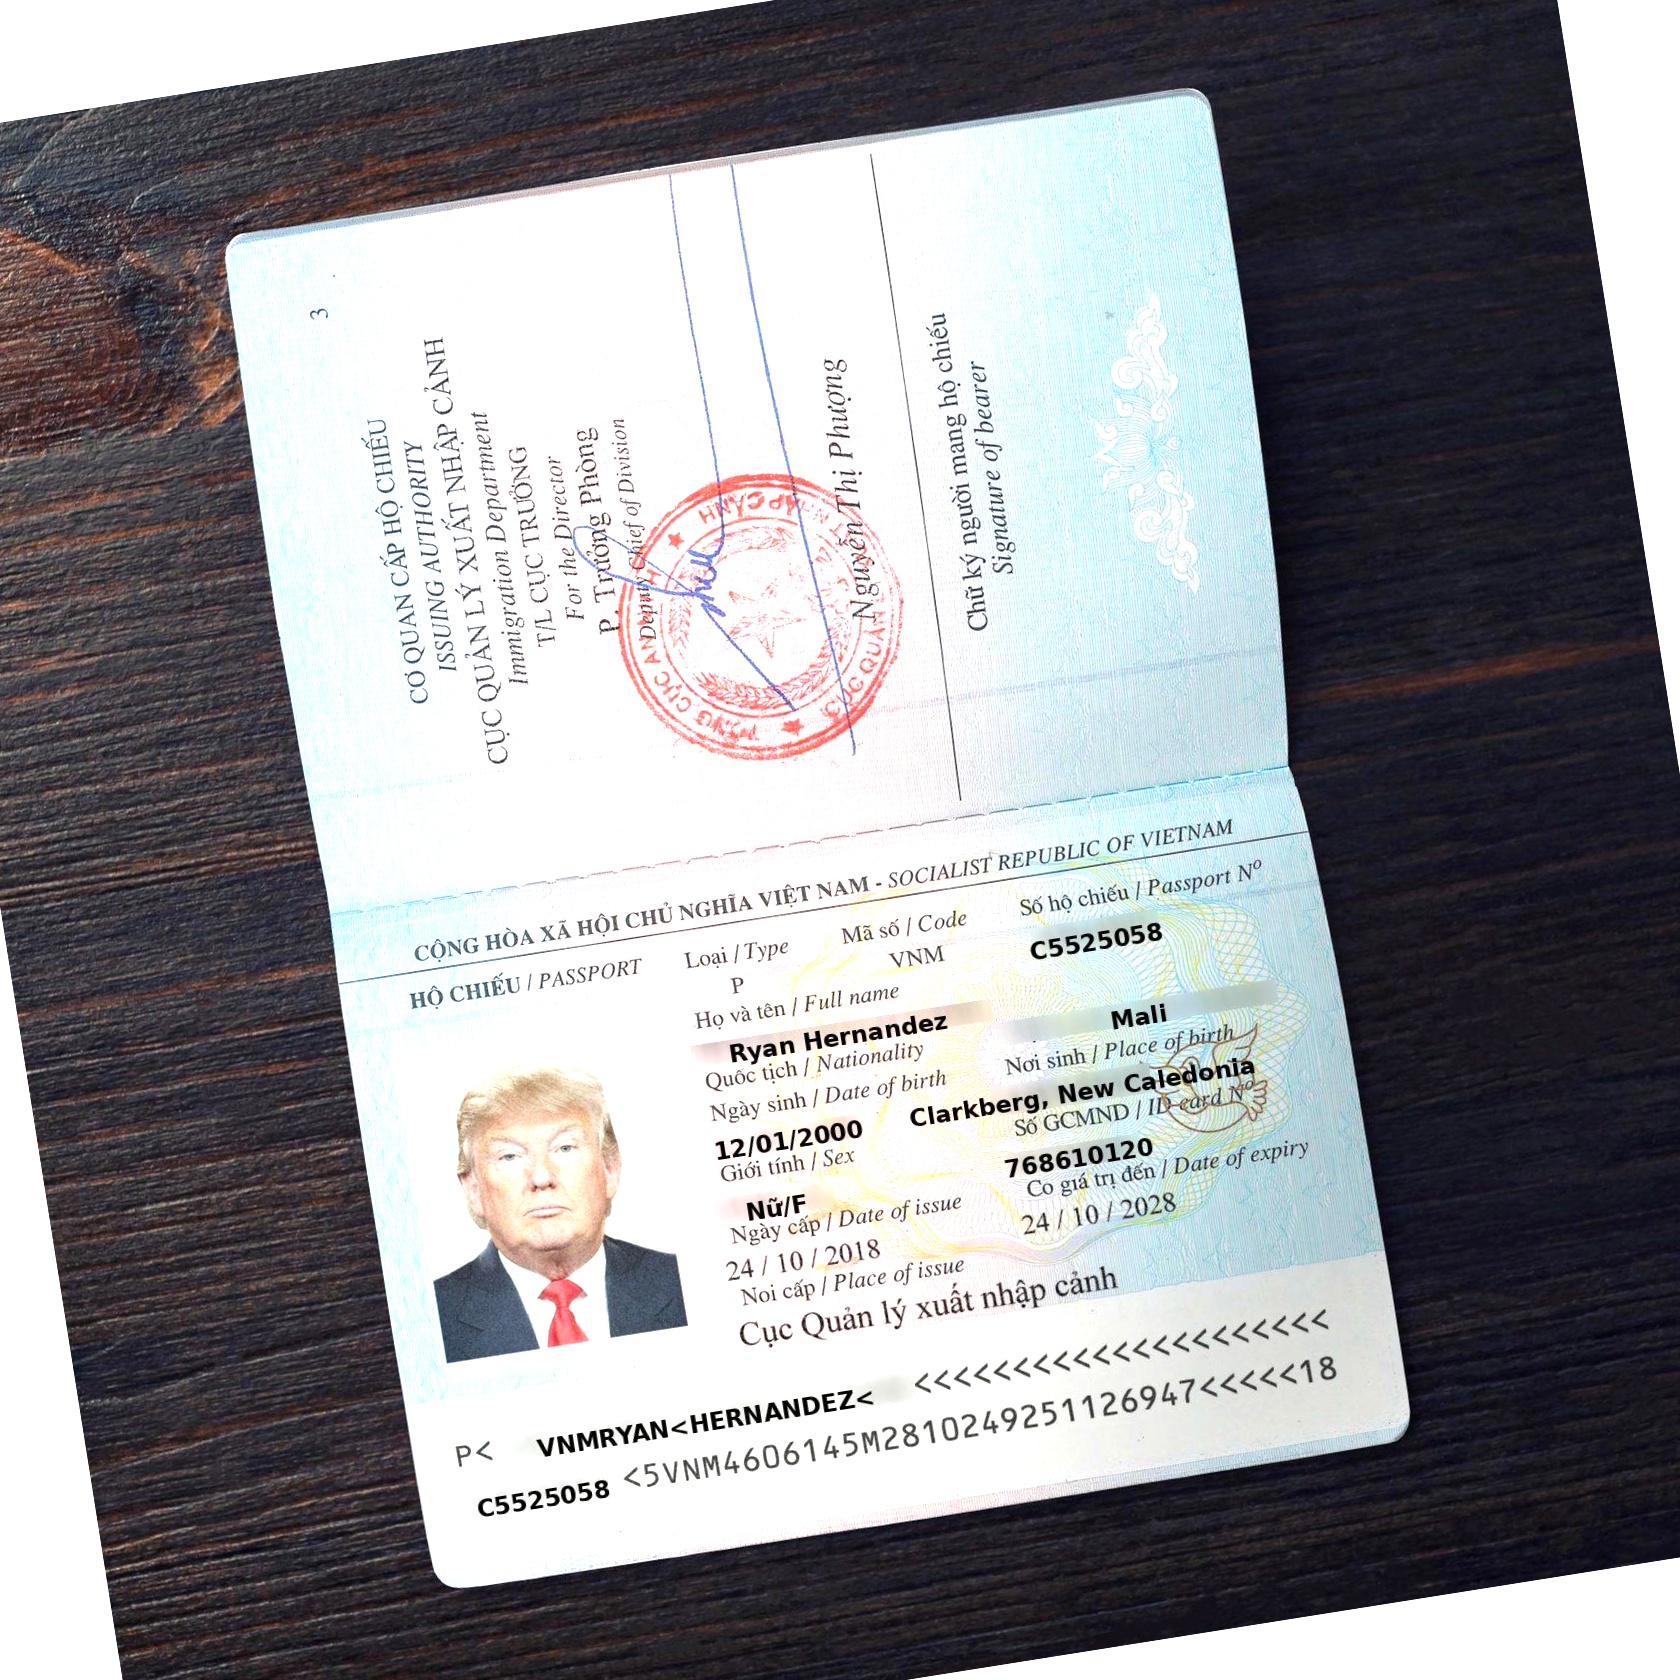 3
CƠ QUAN CẤP HỘ CHIẾU
ISSUING AUTHORITY
CỤC QUẢN LÝ XUẤT NHẬP CẢNH
Immigration Department
T/L CỤC TRƯỞNG
For the Director
P. Trưởng Phòng
Deputy Chief of Division
Nguyễn Thị Phượng
Chữ ký người mang hộ chiếu
Signature of bearer
CỘNG HÒA XÃ HỘI CHỦ NGHĨA VIỆT NAM - SOCIALIST REPUBLIC OF VIETNAM
HỘ CHIẾU / PASSPORT
Loại / Type
Mã số / Code
Số hộ chiếu / Passport Nº
P
VNM
C5525058
Họ và tên / Full name
Ryan Hernandez
Mali
Quốc tịch / Nationality
Nơi sinh / Place of birth
Ngày sinh / Date of birth
Clarkberg, New Caledonia
12/01/2000
Số GCMND / ID card Nº
Giới tính / Sex
768610120
Nữ/F
Có giá trị đến / Date of expiry
Ngày cấp / Date of issue
24 / 10 / 2028
24 / 10 / 2018
Nơi cấp / Place of issue
Cục Quản lý xuất nhập cảnh
P< VNMRYAN<HERNANDEZ< <<<<<<<<<<<<<<<<<<<<<
C5525058 <5VNM4606145M2810249251126947<<<<<18